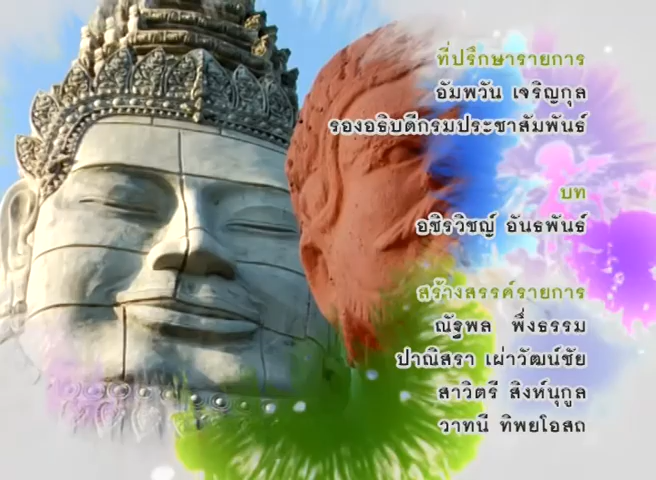 ที่ปรึกษารายการ
อัมพวัน เจริญกุล
รองอธิบดีกรมประชาสัมพันธ์
บท
อชิรวิชญ์ อันธพันธ์
สร้างสรรค์รายการ
ณัฐพล พึ่งธรรม
ปาณิสรา เผ่าวัฒน์ชัย
สาวิตรี สิงห์นุกูล
วาทนี ทิพยโอสถ